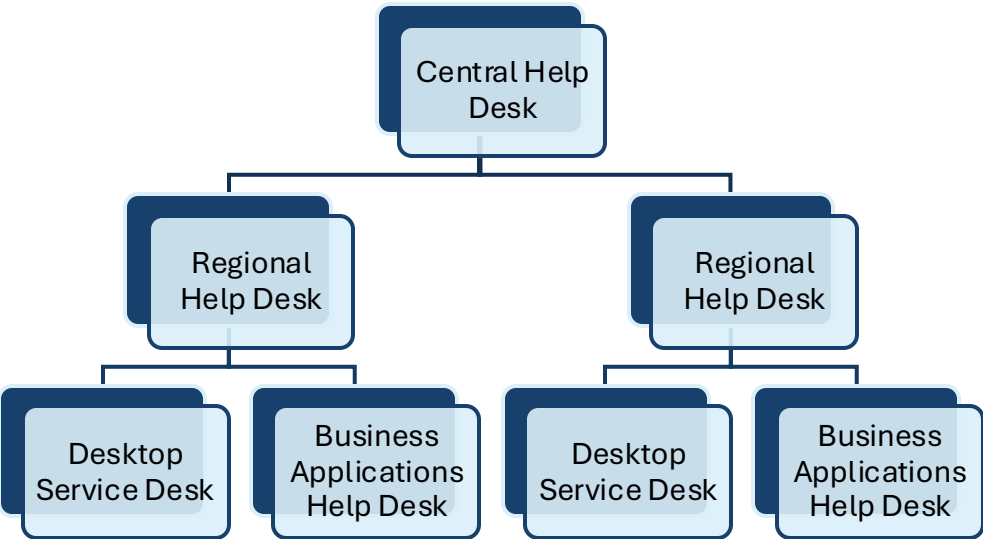 Central Help
Desk
Regional
Help Desk
Regional
Help Desk
Desktop
Service Desk
Business
Applications
Help Desk
Desktop
Service Desk
Business
Applications
Help Desk